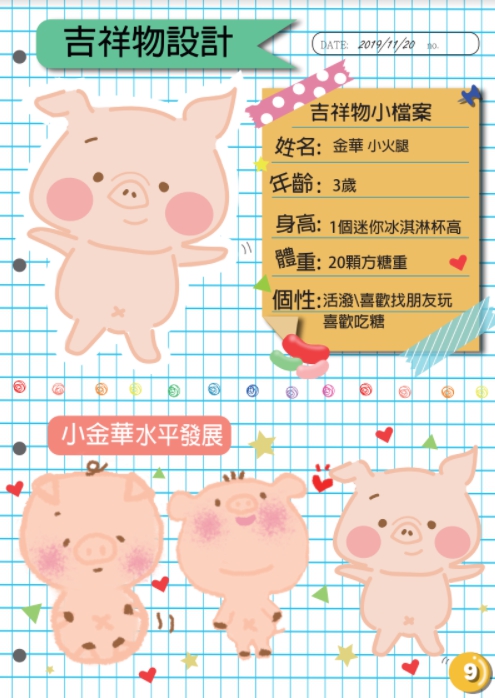 吉祥物設計
DATE: 2019/11/20 no.
吉祥物小檔案
姓名: 金華 小火腿
年齡: 3歲
身高: 1個迷你冰淇淋杯高
體重: 20顆方糖重
個性:活潑\喜歡找朋友玩
喜歡吃糖
小金華水平發展
9